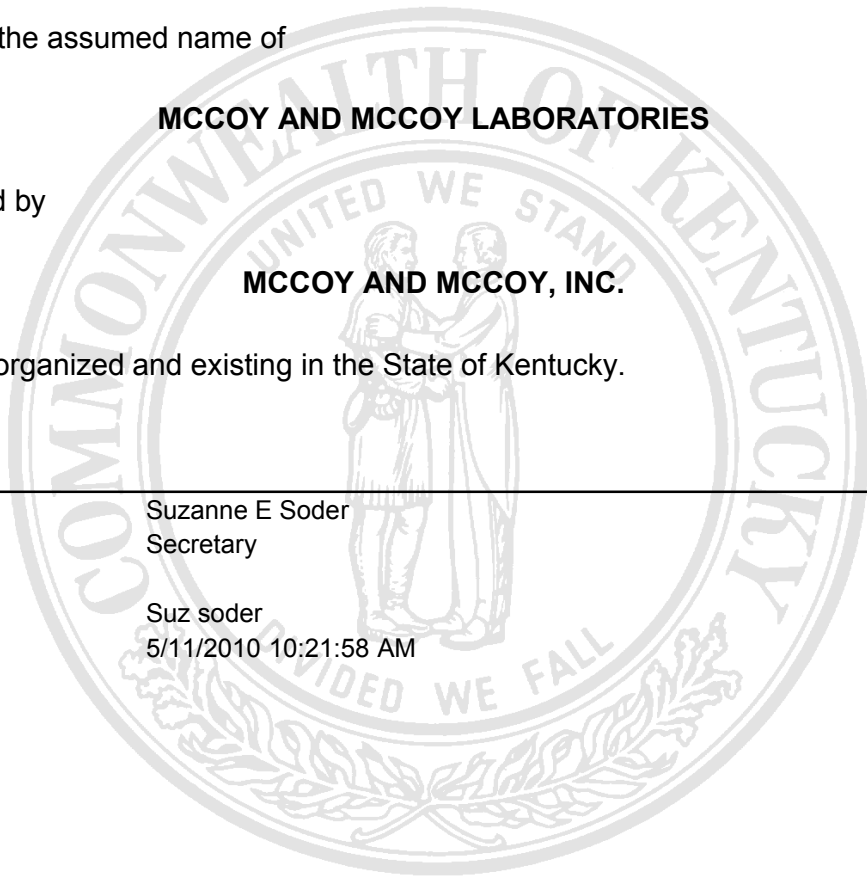 the assumed name of
MCCOY AND MCCOY LABORATORIES
d by
MCCOY AND MCCOY, INC.
organized and existing in the State of Kentucky.
Suzanne E Soder
Secretary
Suz soder
5/11/2010 10:21:58 AM
COMMONWEALTH OF KENTUCKY
UNITED WE STAND
DIVIDED WE FALL